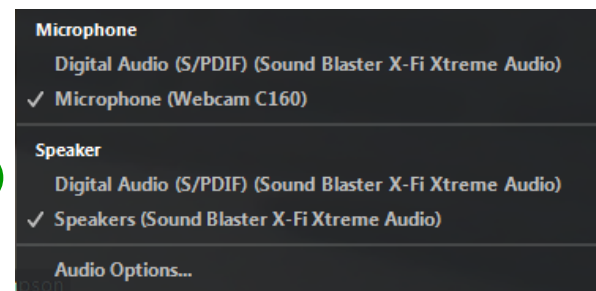 Microphone
Digital Audio (S/PDIF) (Sound Blaster X-Fi Xtreme Audio)
✓ Microphone (Webcam C160)
Speaker
Digital Audio (S/PDIF) (Sound Blaster X-Fi Xtreme Audio)
✓ Speakers (Sound Blaster X-Fi Xtreme Audio)
Audio Options...